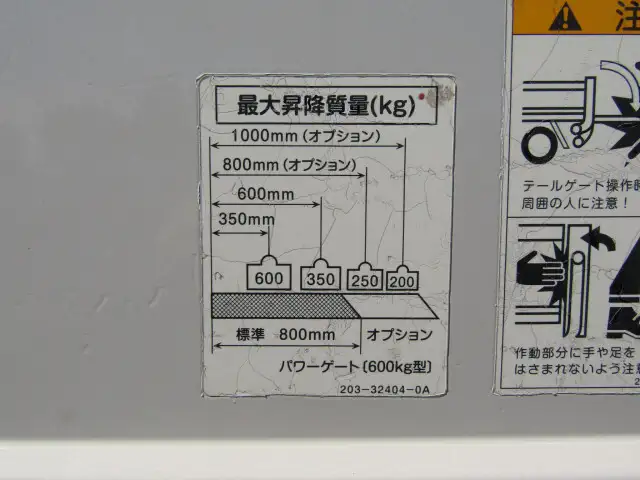 最大昇降質量(kg)
1000mm(オプション)
800mm(オプション)
600mm
350mm
600 350 250 200
標準 800mm オプション
パワーゲート〔600kg型〕
203-32404-0A
注
テールゲート操作時
周囲の人に注意!
作動部分に手や足を
はさまれないよう注意
2